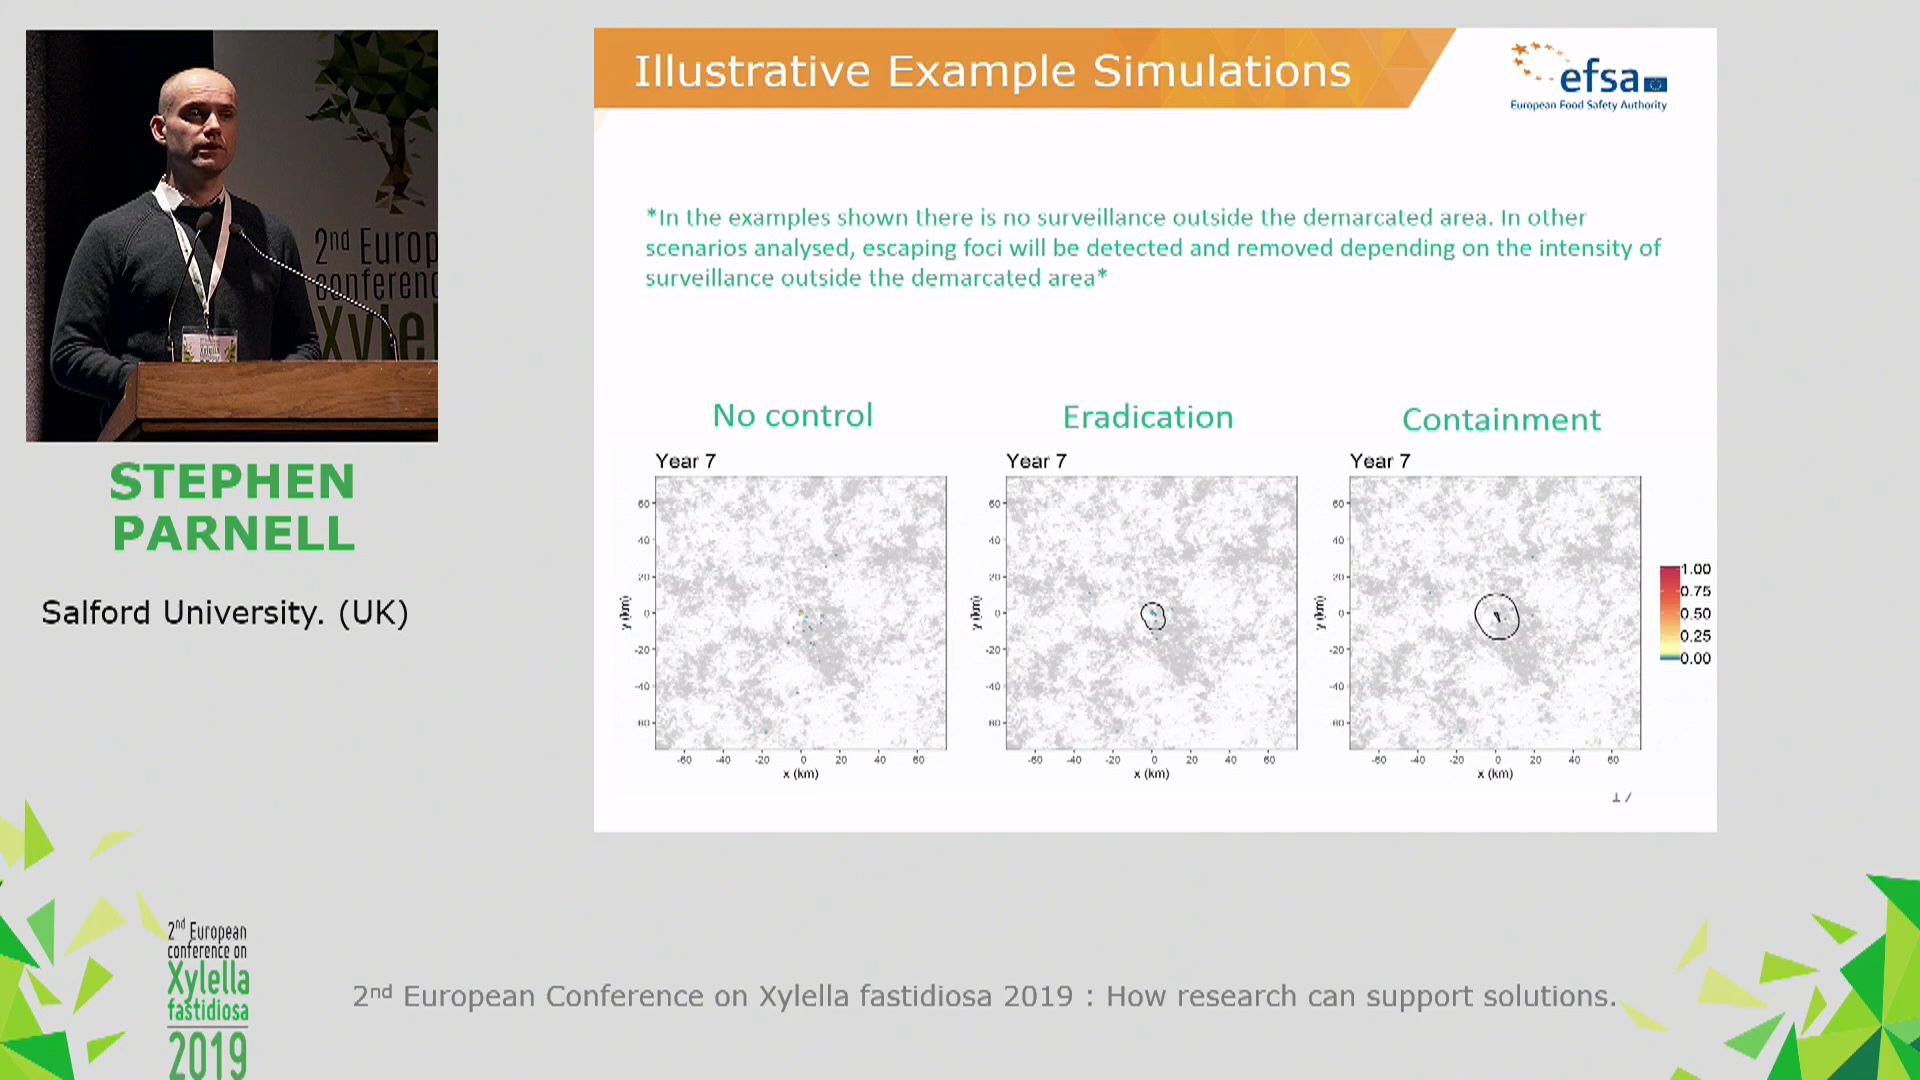 Illustrative Example Simulations
efsa
European Food Safety Authority
*In the examples shown there is no surveillance outside the demarcated area. In other
scenarios analysed, escaping foci will be detected and removed depending on the intensity of
surveillance outside the demarcated area*
2nd Europ
conferenc
Xylel
STEPHEN
PARNELL
Salford University. (UK)
No control
Eradication
Containment
Year 7
Year 7
Year 7
y (km)
60
40
20
0
-20
-40
-60 -40 -20 0 20 40 60
x (km)
y (km)
60
40
20
0
-20
-40
-60 -40 -20 0 20 40 60
x (km)
y (km)
60
40
20
0
-20
-40
-60 -40 -20 0 20 40 60
x (km)
1.00
0.75
0.50
0.25
0.00
17
2nd European
conference on
Xylella
fastidiosa
2019
2nd European Conference on Xylella fastidiosa 2019 : How research can support solutions.